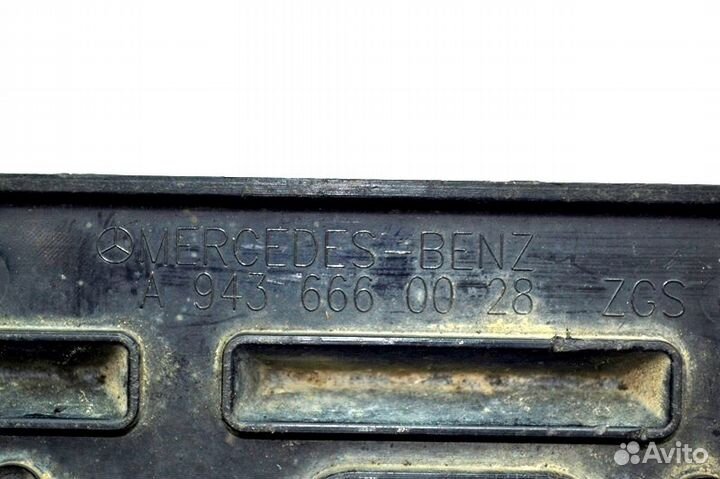 MERCEDES-BENZ
A 943 666 00 28 ZGS
Avito